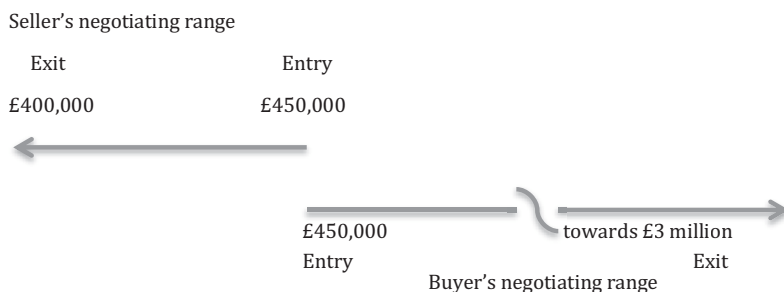 Seller’s negotiating range
Exit Entry
£400,000 £450,000
£450,000 towards £3 million
Entry Exit
Buyer’s negotiating range